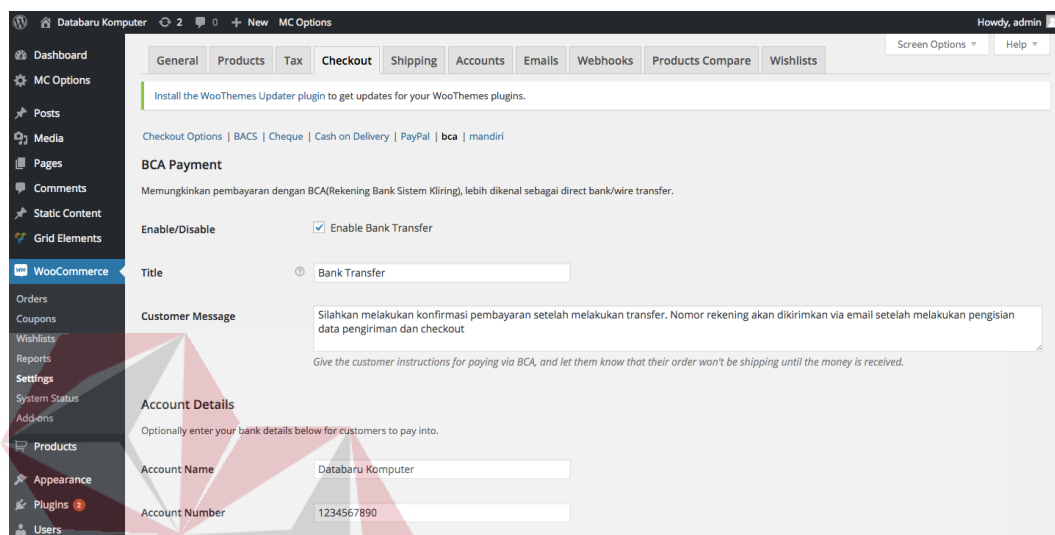 Databaru Komputer 2 0 + New MC Options Howdy, admin
Screen Options Help
Dashboard
MC Options
Posts
Media
Pages
Comments
Static Content
Grid Elements
WooCommerce
Orders
Coupons
Wishlists
Reports
Settings
System Status
Add-ons
Products
Appearance
Plugins 2
Users
General Products Tax Checkout Shipping Accounts Emails Webhooks Products Compare Wishlists
Install the WooThemes Updater plugin to get updates for your WooThemes plugins.
Checkout Options | BACS | Cheque | Cash on Delivery | PayPal | bca | mandiri
BCA Payment
Memungkinkan pembayaran dengan BCA(Rekening Bank Sistem Kliring), lebih dikenal sebagai direct bank/wire transfer.
Enable/Disable Enable Bank Transfer
Title Bank Transfer
Customer Message Silahkan melakukan konfirmasi pembayaran setelah melakukan transfer. Nomor rekening akan dikirimkan via email setelah melakukan pengisian
data pengiriman dan checkout
Give the customer instructions for paying via BCA, and let them know that their order won't be shipping until the money is received.
Account Details
Optionally enter your bank details below for customers to pay into.
Account Name Databaru Komputer
Account Number 1234567890